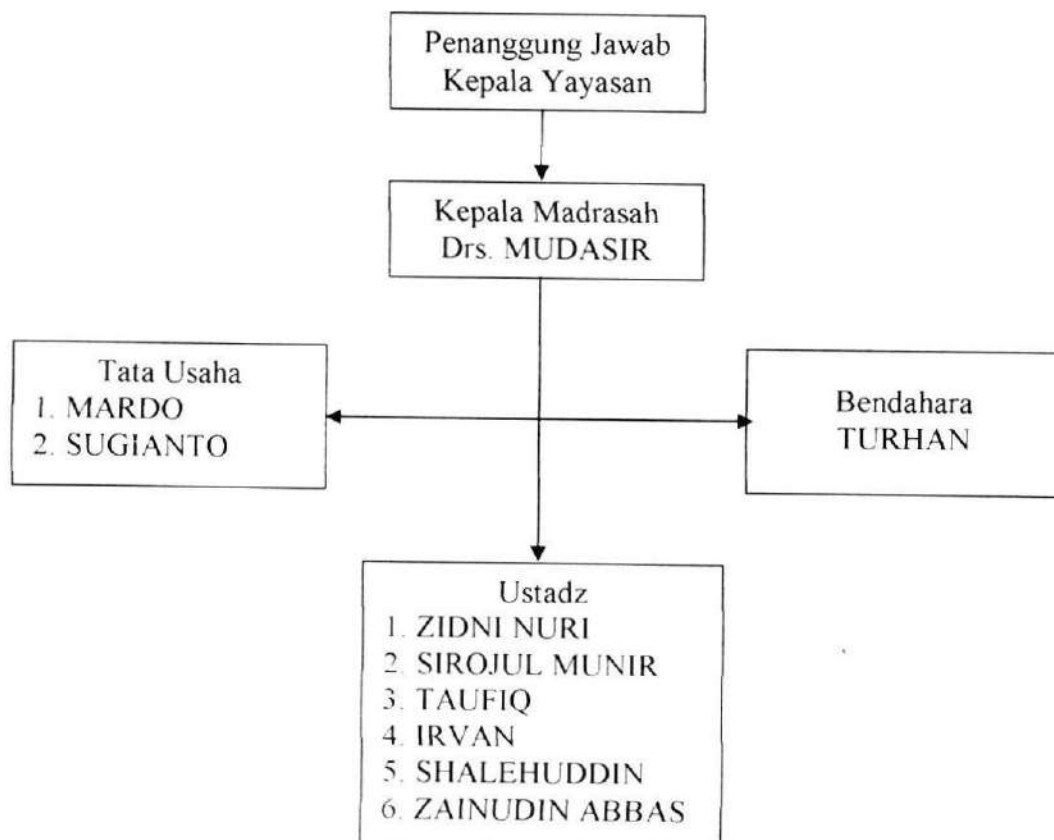 Penanggung Jawab
Kepala Yayasan
Kepala Madrasah
Drs. MUDASIR
Tata Usaha
1. MARDO
2. SUGIANTO
Bendahara
TURHAN
Ustadz
1. ZIDNI NURI
2. SIROJUL MUNIR
3. TAUFIQ
4. IRVAN
5. SHALEHUDDIN
6. ZAINUDIN ABBAS